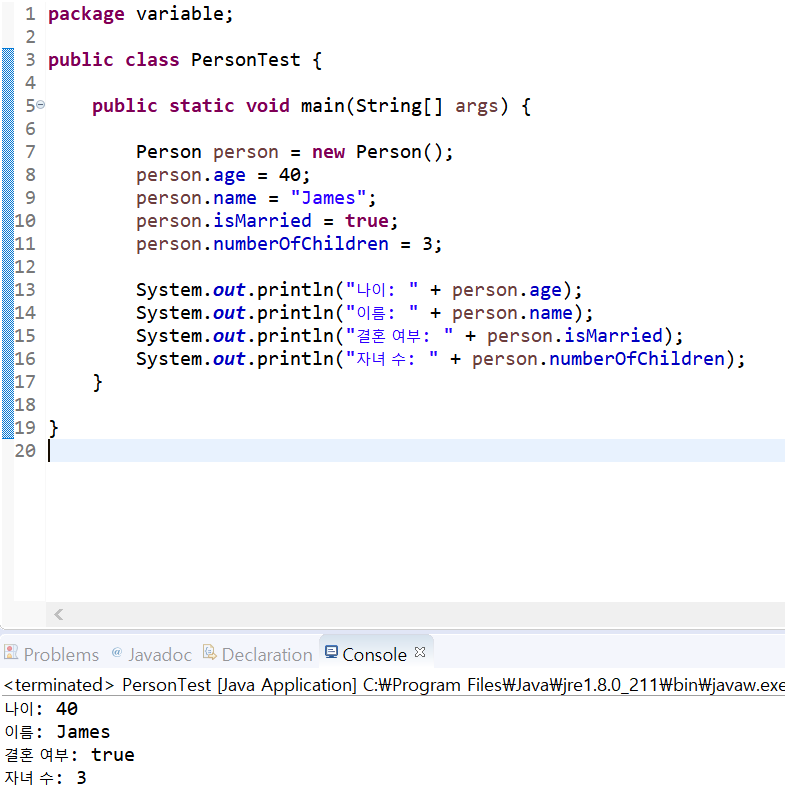 1 package variable;
2
3 public class PersonTest {
4
5 public static void main(String[] args) {
6
7 Person person = new Person();
8 person.age = 40;
9 person.name = "James";
10 person.isMarried = true;
11 person.numberOfChildren = 3;
12
13 System.out.println("나이: " + person.age);
14 System.out.println("이름: " + person.name);
15 System.out.println("결혼 여부: " + person.isMarried);
16 System.out.println("자녀 수: " + person.numberOfChildren);
17 }
18
19 }
20
Problems @ Javadoc Declaration Console
<terminated> PersonTest [Java Application] C:₩Program Files₩Java₩jre1.8.0_211₩bin₩javaw.exe
나이: 40
이름: James
결혼 여부: true
자녀 수: 3